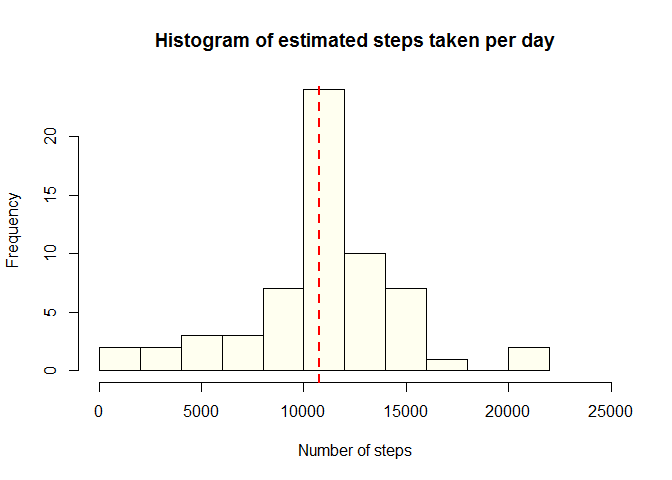 Histogram of estimated steps taken per day
Frequency
20
15
10
5
0
0 5000 10000 15000 20000 25000
Number of steps